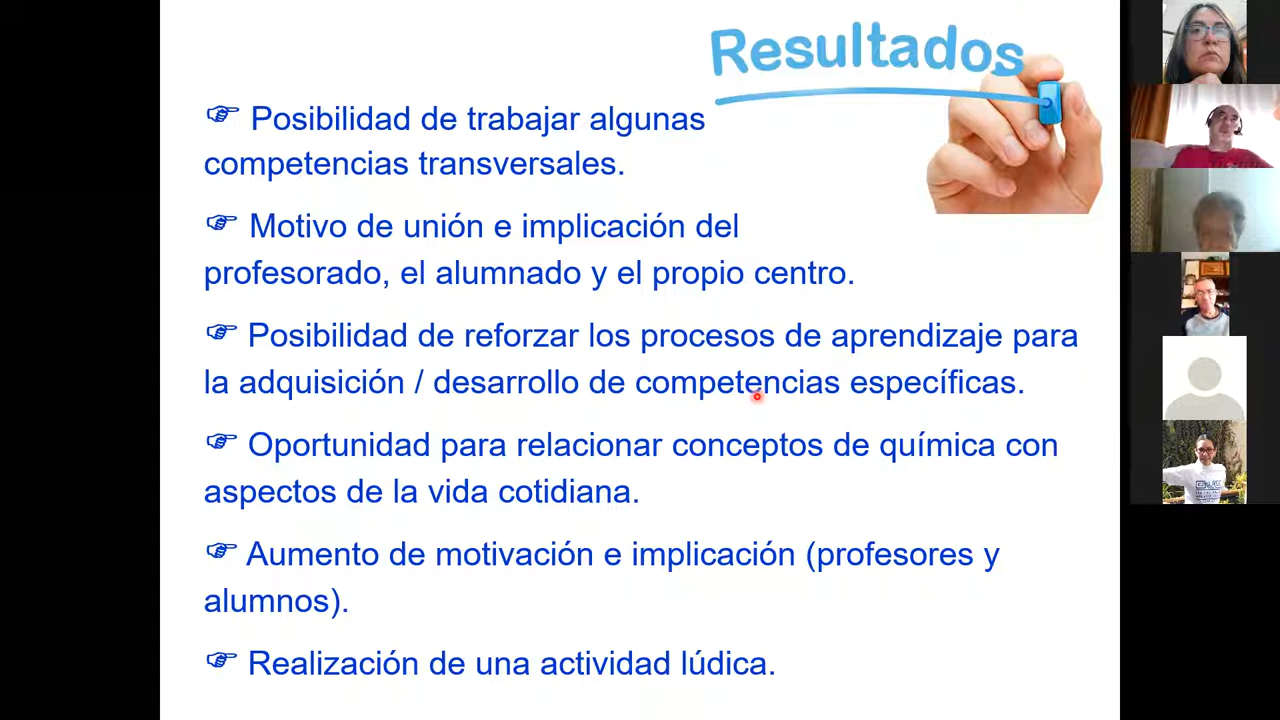 Resultados
☞ Posibilidad de trabajar algunas
competencias transversales.
☞ Motivo de unión e implicación del
profesorado, el alumnado y el propio centro.
☞ Posibilidad de reforzar los procesos de aprendizaje para
la adquisición / desarrollo de competencias específicas.
☞ Oportunidad para relacionar conceptos de química con
aspectos de la vida cotidiana.
☞ Aumento de motivación e implicación (profesores y
alumnos).
☞ Realización de una actividad lúdica.